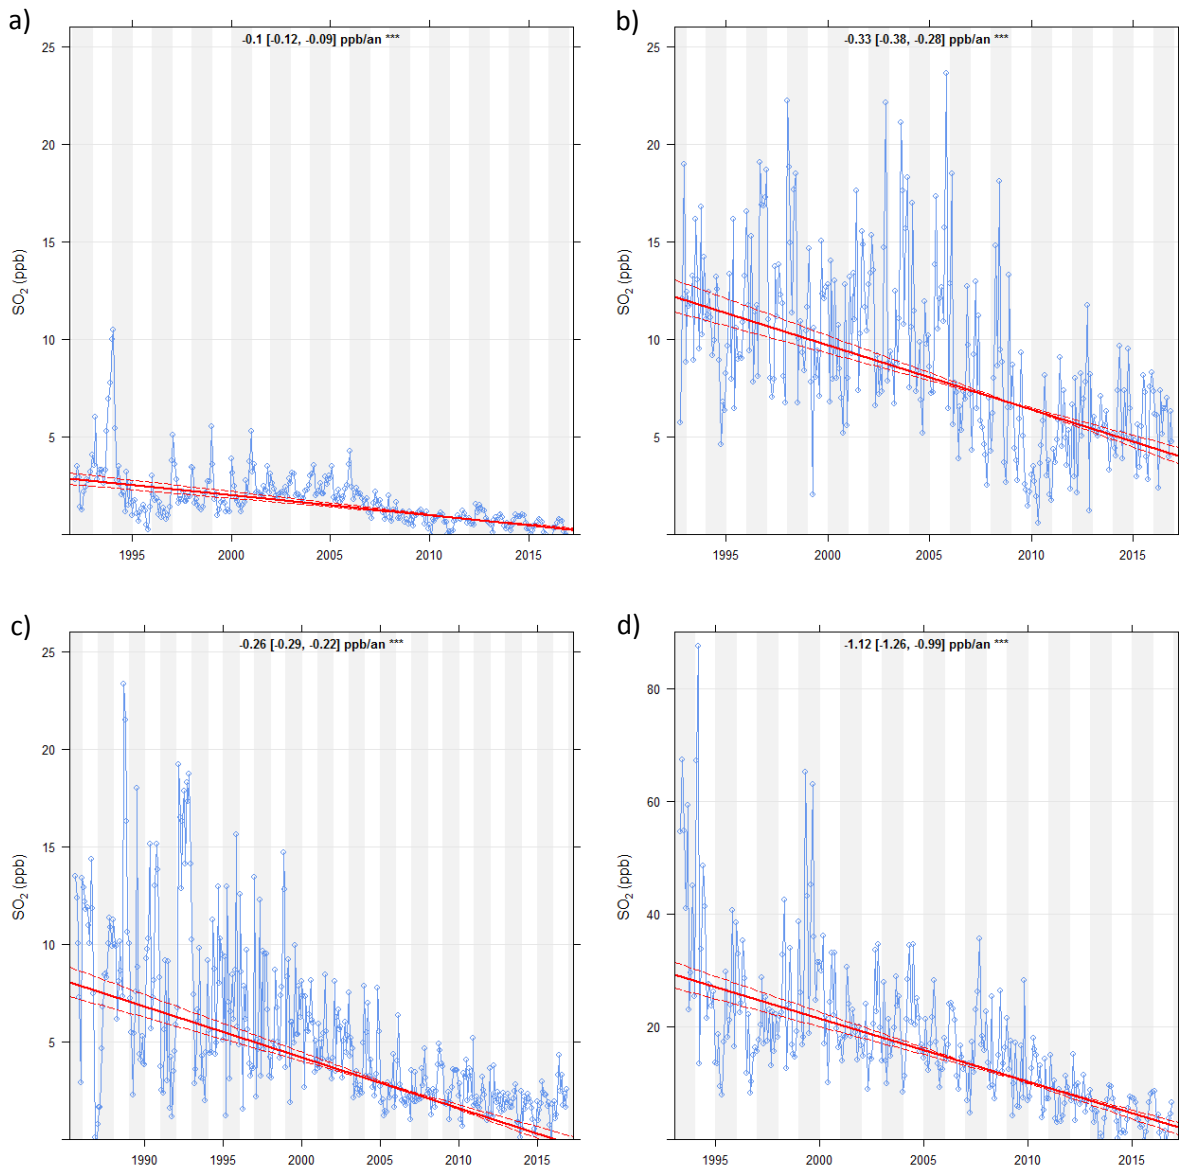 a)
-0.1 [-0.12, -0.09] ppb/an ***
25
20
15
10
5
SO2 (ppb)
1995 2000 2005 2010 2015
b)
-0.33 [-0.38, -0.28] ppb/an ***
25
20
15
10
5
SO2 (ppb)
1995 2000 2005 2010 2015
c)
-0.26 [-0.29, -0.22] ppb/an ***
25
20
15
10
5
SO2 (ppb)
1990 1995 2000 2005 2010 2015
d)
-1.12 [-1.26, -0.99] ppb/an ***
80
60
40
20
SO2 (ppb)
1995 2000 2005 2010 2015